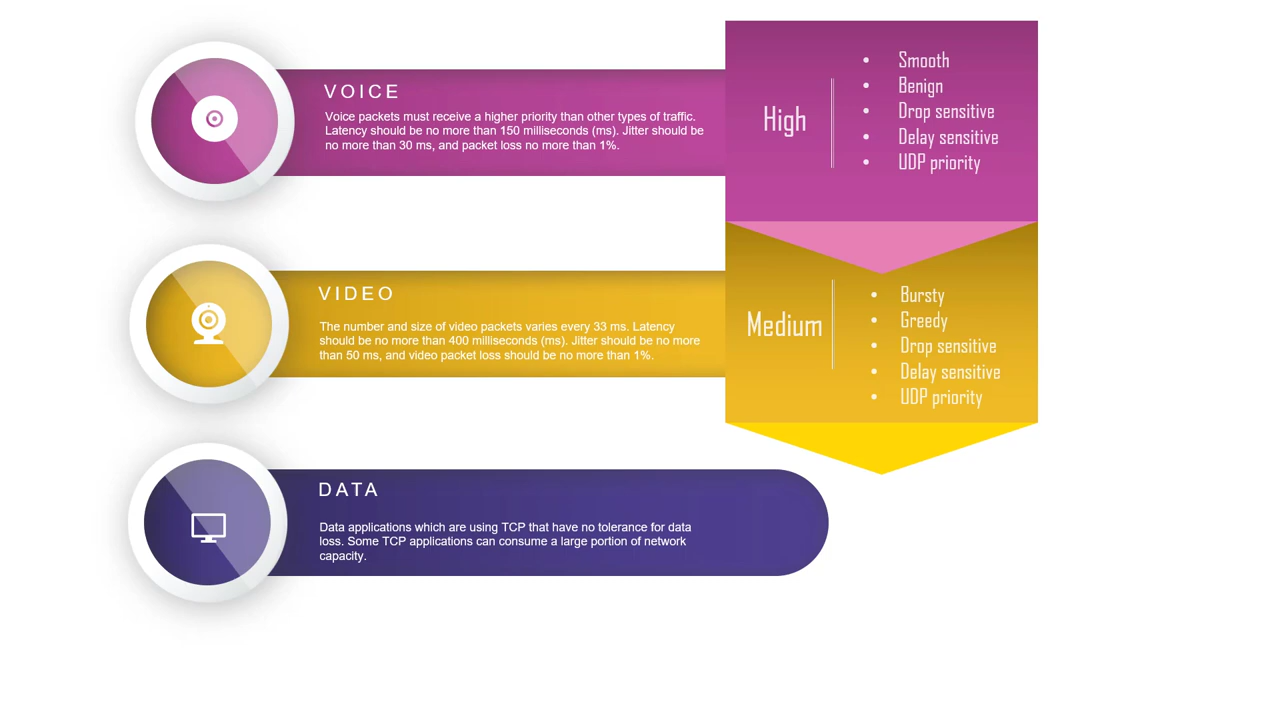 VOICE
Voice packets must receive a higher priority than other types of traffic.
Latency should be no more than 150 milliseconds (ms). Jitter should be
no more than 30 ms, and packet loss no more than 1%.
High
• Smooth
• Benign
• Drop sensitive
• Delay sensitive
• UDP priority
VIDEO
The number and size of video packets varies every 33 ms. Latency
should be no more than 400 milliseconds (ms). Jitter should be no more
than 50 ms, and video packet loss should be no more than 1%.
Medium
• Bursty
• Greedy
• Drop sensitive
• Delay sensitive
• UDP priority
DATA
Data applications which are using TCP that have no tolerance for data
loss. Some TCP applications can consume a large portion of network
capacity.